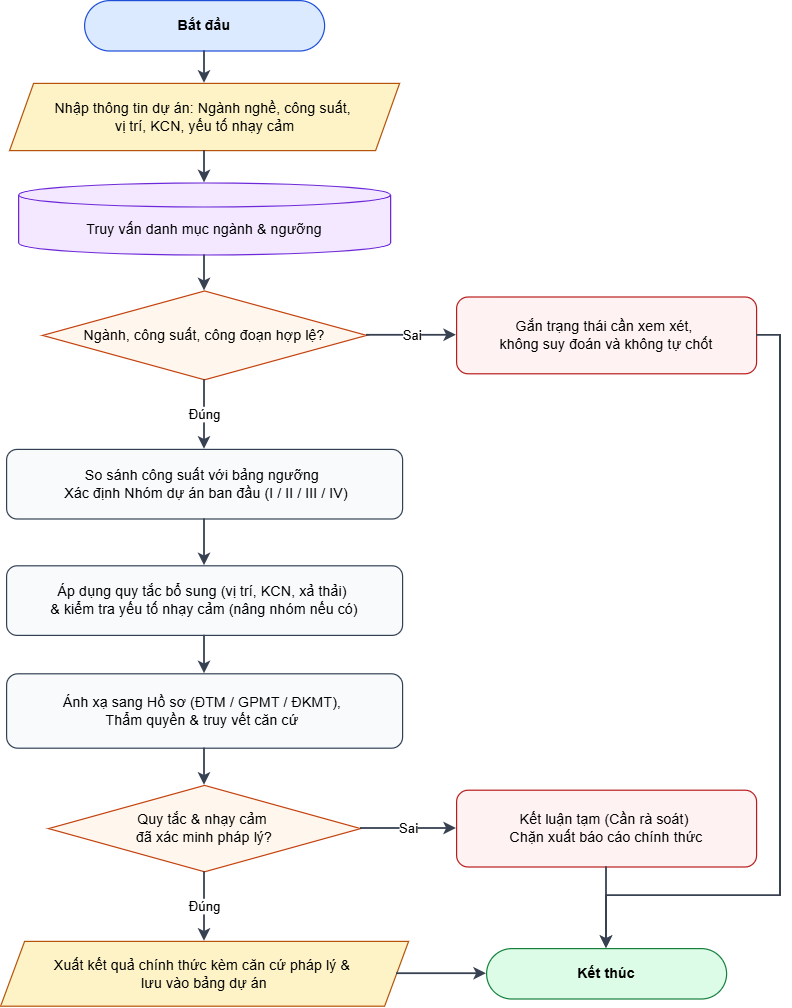 Bắt đầu
Nhập thông tin dự án: Ngành nghề, công suất,
vị trí, KCN, yếu tố nhạy cảm
Truy vấn danh mục ngành & ngưỡng
Ngành, công suất, công đoạn hợp lệ?
Sai
Gắn trạng thái cần xem xét,
không suy đoán và không tự chốt
Đúng
So sánh công suất với bảng ngưỡng
Xác định Nhóm dự án ban đầu (I / II / III / IV)
Áp dụng quy tắc bổ sung (vị trí, KCN, xả thải)
& kiểm tra yếu tố nhạy cảm (nâng nhóm nếu có)
Ánh xạ sang Hồ sơ (ĐTM / GPMT / ĐKMT),
Thẩm quyền & truy vết căn cứ
Quy tắc & nhạy cảm
đã xác minh pháp lý?
Sai
Kết luận tạm (Cần rà soát)
Chặn xuất báo cáo chính thức
Đúng
Xuất kết quả chính thức kèm căn cứ pháp lý &
lưu vào bảng dự án
Kết thúc